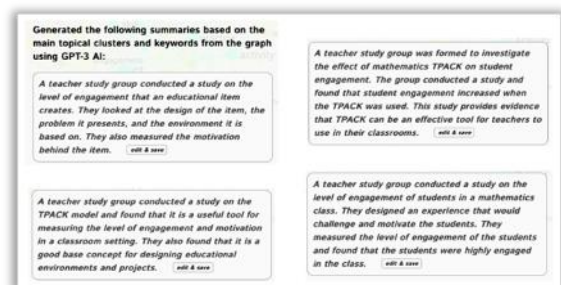 Generated the following summaries based on the
main topical clusters and keywords from the graph
using GPT-3 AI:
A teacher study group conducted a study on the
level of engagement that an educational item
creates. They looked at the design of the item, the
problem it presents, and the environment it is
based on. They also measured the motivation
behind the item. edit & save
A teacher study group conducted a study on the
TPACK model and found that it is a useful tool for
measuring the level of engagement and motivation
in a classroom setting. They also found that it is a
good base concept for designing educational
environments and projects. edit & save
A teacher study group was formed to investigate
the effect of mathematics TPACK on student
engagement. The group conducted a study and
found that student engagement increased when
the TPACK was used. This study provides evidence
that TPACK can be an effective tool for teachers to
use in their classrooms. edit & save
A teacher study group conducted a study on the
level of engagement of students in a mathematics
class. They designed an experience that would
challenge and motivate the students. They
measured the level of engagement of the students
and found that the students were highly engaged
in the class. edit & save